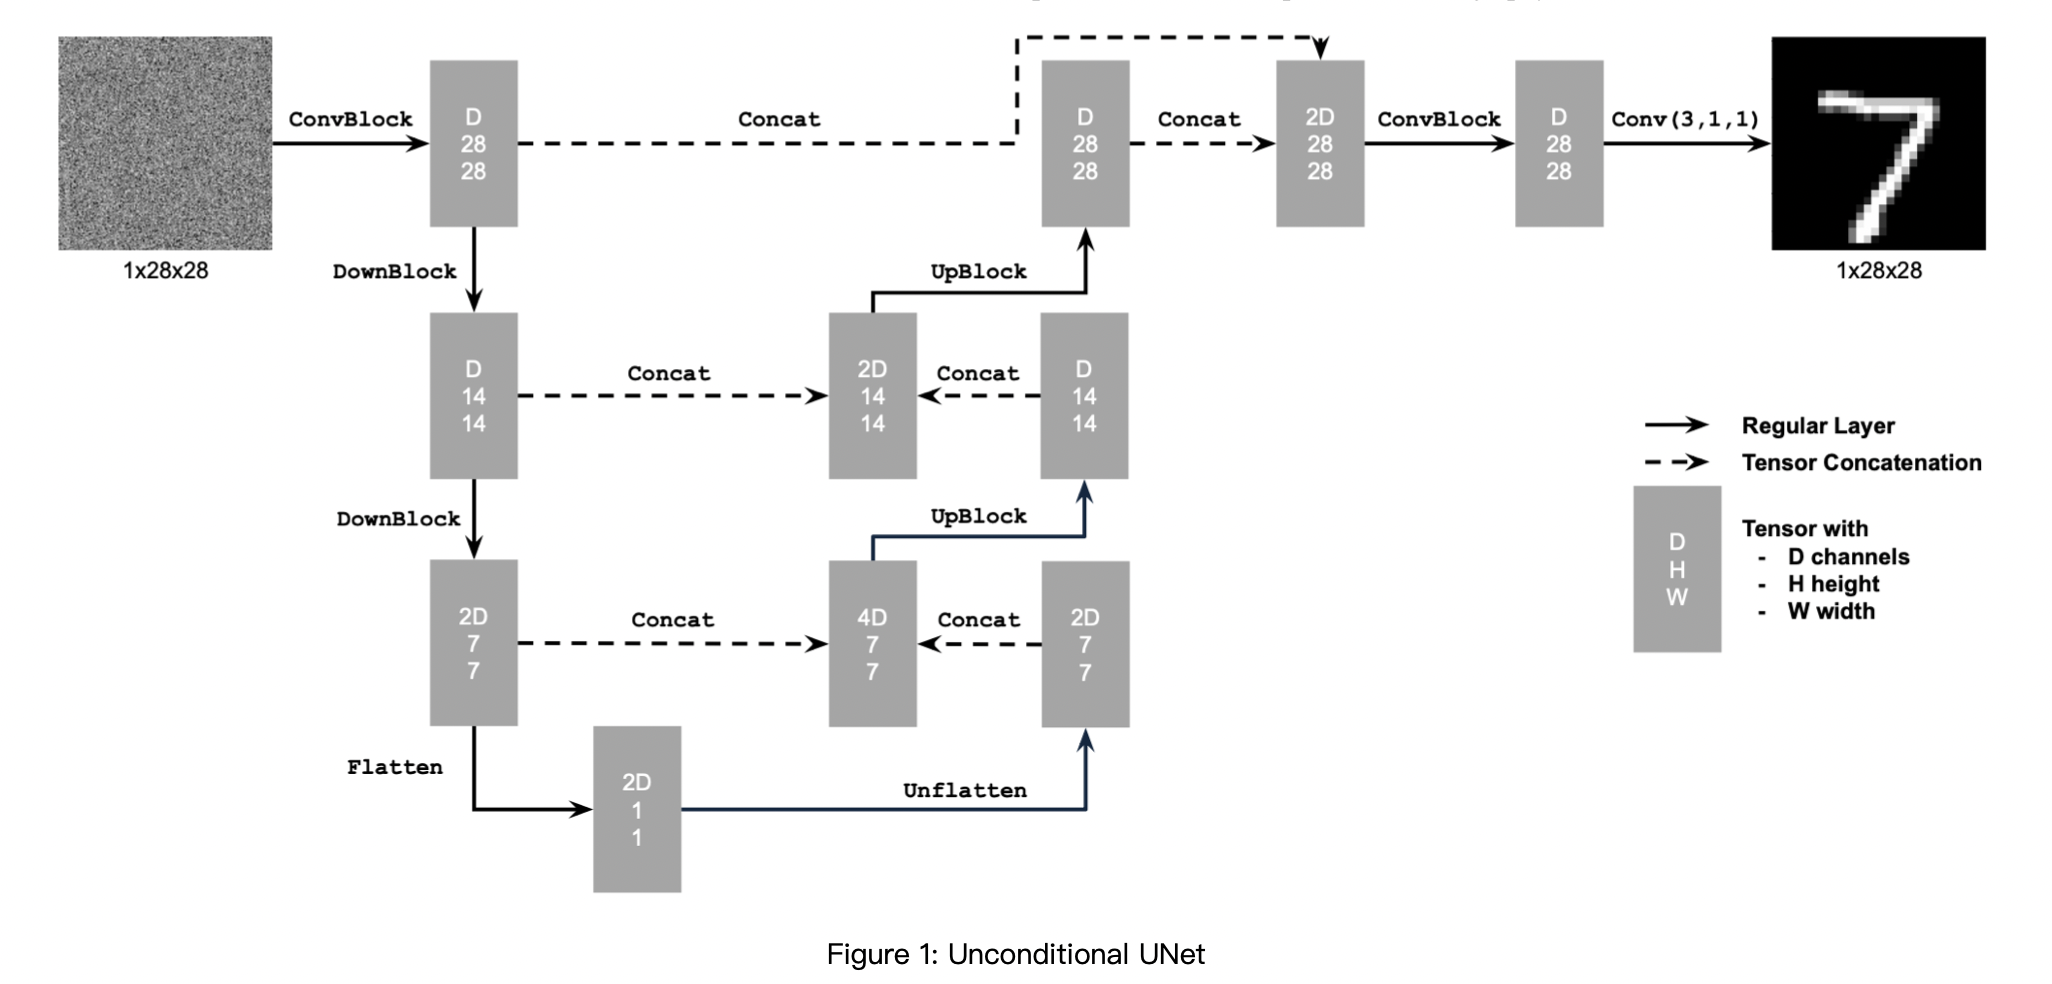 ConvBlock
D
28
28
Concat
D
28
28
Concat
2D
28
28
ConvBlock
D
28
28
Conv(3,1,1)
1x28x28
1x28x28
DownBlock
UpBlock
D
14
14
Concat
2D
14
14
Concat
D
14
14
Regular Layer
Tensor Concatenation
DownBlock
UpBlock
D
H
W
Tensor with
- D channels
- H height
- W width
2D
7
7
Concat
4D
7
7
Concat
2D
7
7
Flatten
2D
1
1
Unflatten
Figure 1: Unconditional UNet